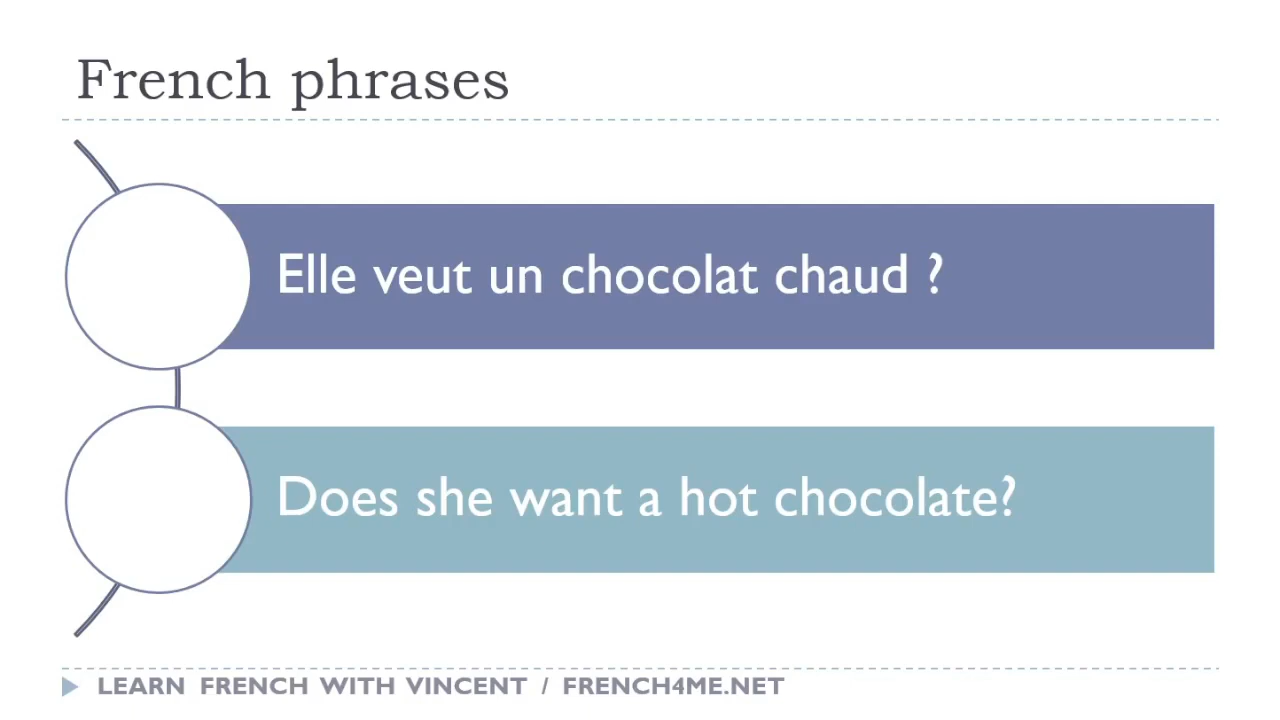 French phrases
Elle veut un chocolat chaud ?
Does she want a hot chocolate?
LEARN FRENCH WITH VINCENT / FRENCH4ME.NET